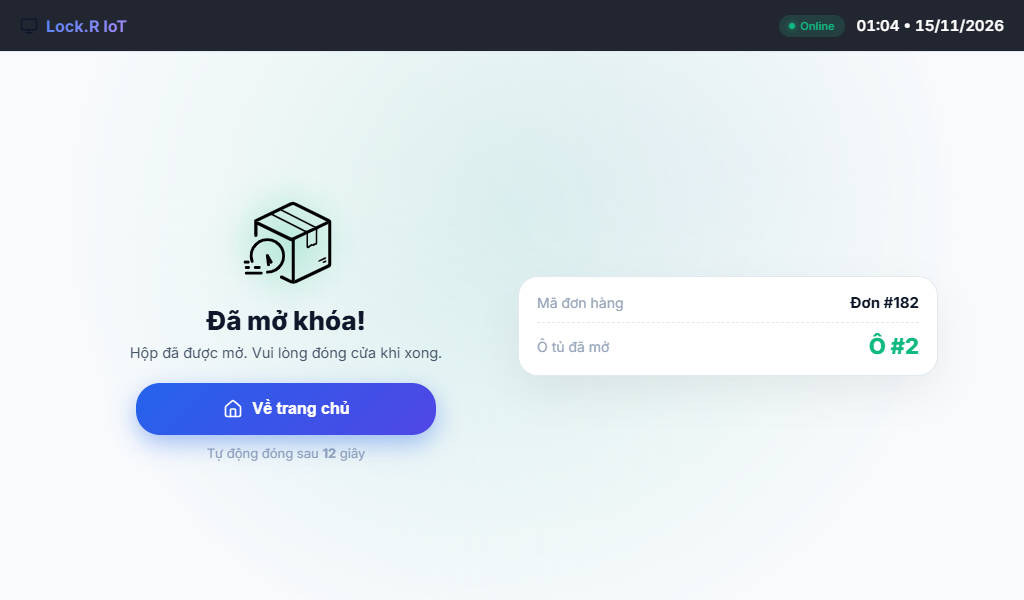 Lock.R IoT
Online
01:04 • 15/11/2026
Đã mở khóa!
Hộp đã được mở. Vui lòng đóng cửa khi xong.
Về trang chủ
Tự động đóng sau 12 giây
Mã đơn hàng
Đơn #182
Ô tủ đã mở
Ô #2